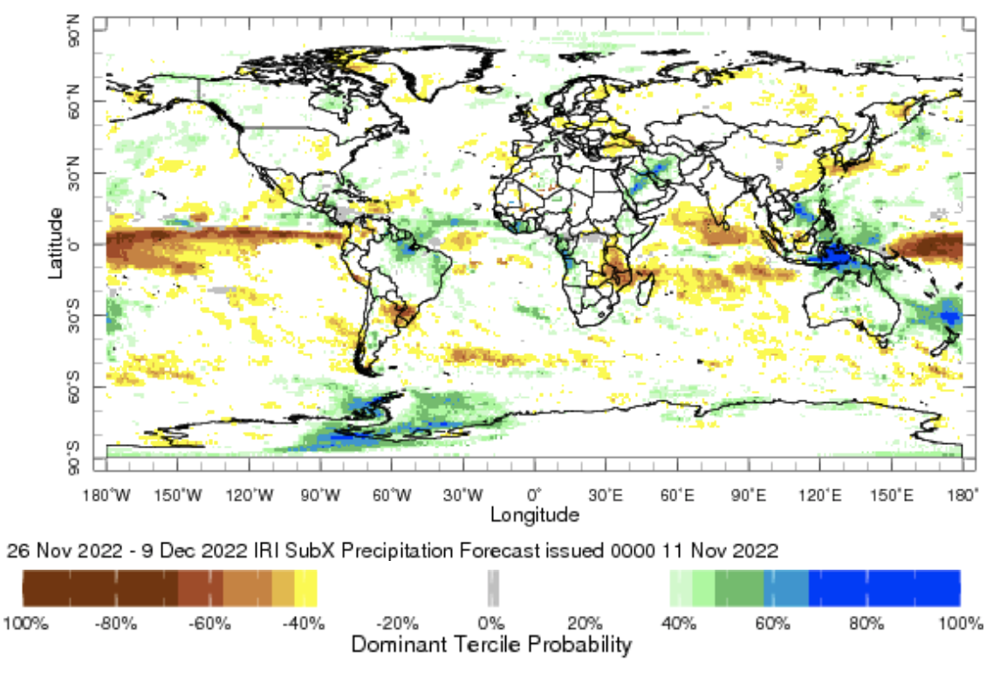 90°N
60°N
30°N
0°
30°S
60°S
90°S
Latitude
180°W 150°W 120°W 90°W 60°W 30°W 0° 30°E 60°E 90°E 120°E 150°E 180°
Longitude
26 Nov 2022 - 9 Dec 2022 IRI SubX Precipitation Forecast issued 0000 11 Nov 2022
100% -80% -60% -40% -20% 0% 20% 40% 60% 80% 100%
Dominant Tercile Probability